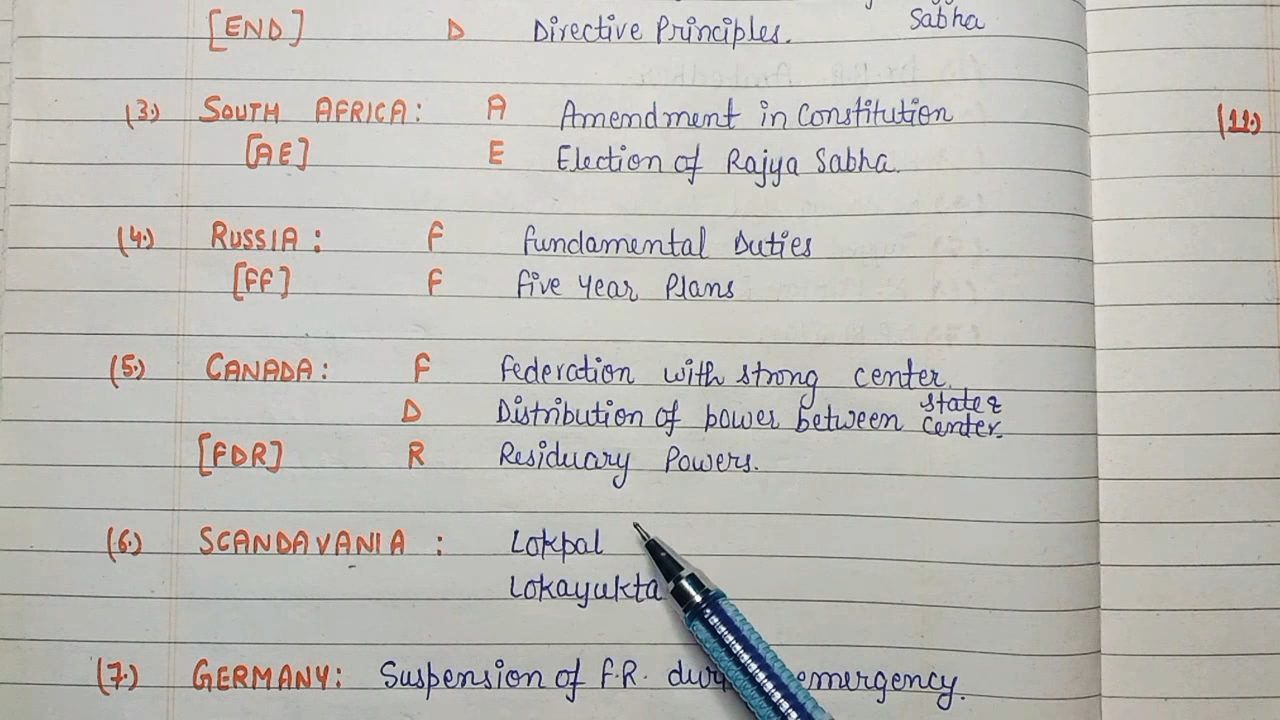 Sabha
[END] D Directive Principles.
(3.) SOUTH AFRICA: A Amendment in Constitution
[AE] E Election of Rajya Sabha.
(11.)
(4.) RUSSIA: F Fundamental Duties
[FF] F Five Year Plans
(5.) CANADA: F Federation with strong center.
D Distribution of power between state & center.
[FDR] R Residuary Powers.
(6.) SCANDAVANIA: Lokpal
Lokayukta
(7.) GERMANY: Suspension of F.R. emergency.